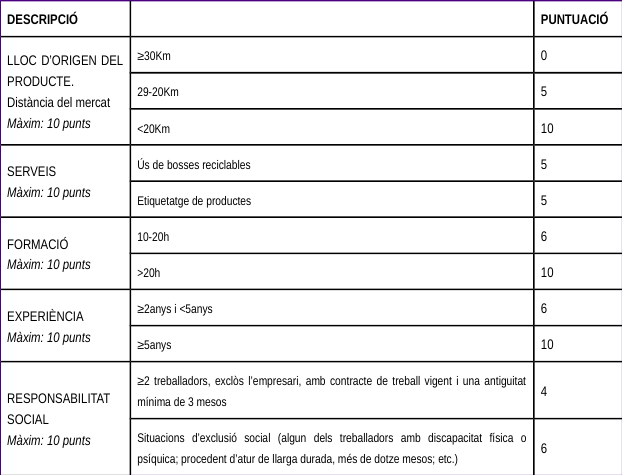 DESCRIPCIÓ PUNTUACIÓ
LLOC D'ORIGEN DEL
PRODUCTE.
Distància del mercat
Màxim: 10 punts
≥30Km 0
29-20Km 5
<20Km 10
SERVEIS
Màxim: 10 punts
Ús de bosses reciclables 5
Etiquetatge de productes 5
FORMACIÓ
Màxim: 10 punts
10-20h 6
>20h 10
EXPERIÈNCIA
Màxim: 10 punts
≥2anys i <5anys 6
≥5anys 10
RESPONSABILITAT
SOCIAL
Màxim: 10 punts
≥2 treballadors, exclòs l'empresari, amb contracte de treball vigent i una antiguitat
mínima de 3 mesos
4
Situacions d'exclusió social (algun dels treballadors amb discapacitat física o
psíquica; procedent d'atur de llarga durada, més de dotze mesos; etc.)
6